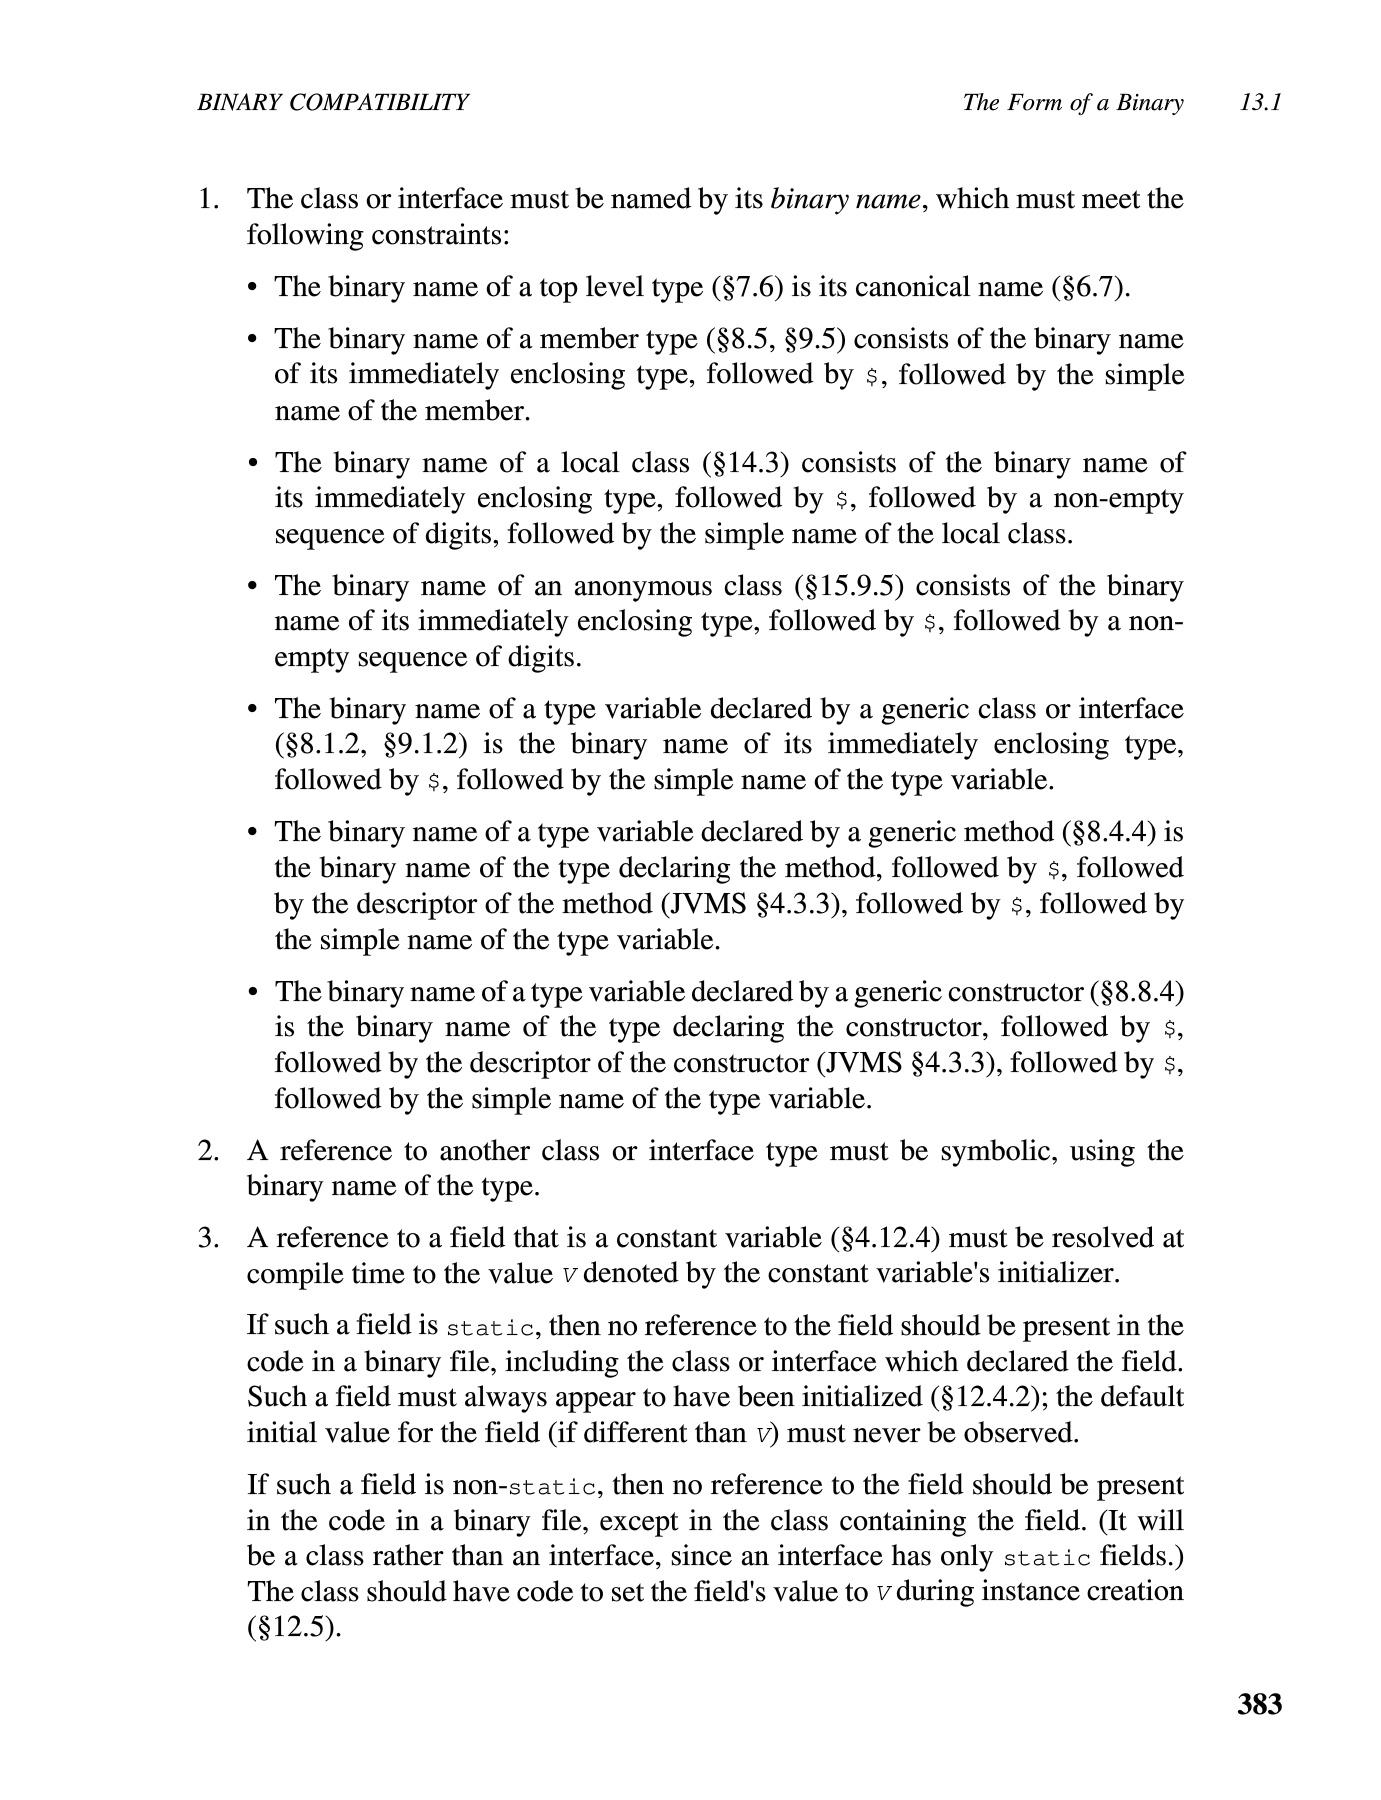 BINARY COMPATIBILITY The Form of a Binary 13.1
1. The class or interface must be named by its binary name, which must meet the
following constraints:
• The binary name of a top level type (§7.6) is its canonical name (§6.7).
• The binary name of a member type (§8.5, §9.5) consists of the binary name
of its immediately enclosing type, followed by $, followed by the simple
name of the member.
• The binary name of a local class (§14.3) consists of the binary name of
its immediately enclosing type, followed by $, followed by a non-empty
sequence of digits, followed by the simple name of the local class.
• The binary name of an anonymous class (§15.9.5) consists of the binary
name of its immediately enclosing type, followed by $, followed by a non-
empty sequence of digits.
• The binary name of a type variable declared by a generic class or interface
(§8.1.2, §9.1.2) is the binary name of its immediately enclosing type,
followed by $, followed by the simple name of the type variable.
• The binary name of a type variable declared by a generic method (§8.4.4) is
the binary name of the type declaring the method, followed by $, followed
by the descriptor of the method (JVMS §4.3.3), followed by $, followed by
the simple name of the type variable.
• The binary name of a type variable declared by a generic constructor (§8.8.4)
is the binary name of the type declaring the constructor, followed by $,
followed by the descriptor of the constructor (JVMS §4.3.3), followed by $,
followed by the simple name of the type variable.
2. A reference to another class or interface type must be symbolic, using the
binary name of the type.
3. A reference to a field that is a constant variable (§4.12.4) must be resolved at
compile time to the value V denoted by the constant variable's initializer.
If such a field is static, then no reference to the field should be present in the
code in a binary file, including the class or interface which declared the field.
Such a field must always appear to have been initialized (§12.4.2); the default
initial value for the field (if different than V) must never be observed.
If such a field is non-static, then no reference to the field should be present
in the code in a binary file, except in the class containing the field. (It will
be a class rather than an interface, since an interface has only static fields.)
The class should have code to set the field's value to V during instance creation
(§12.5).
383